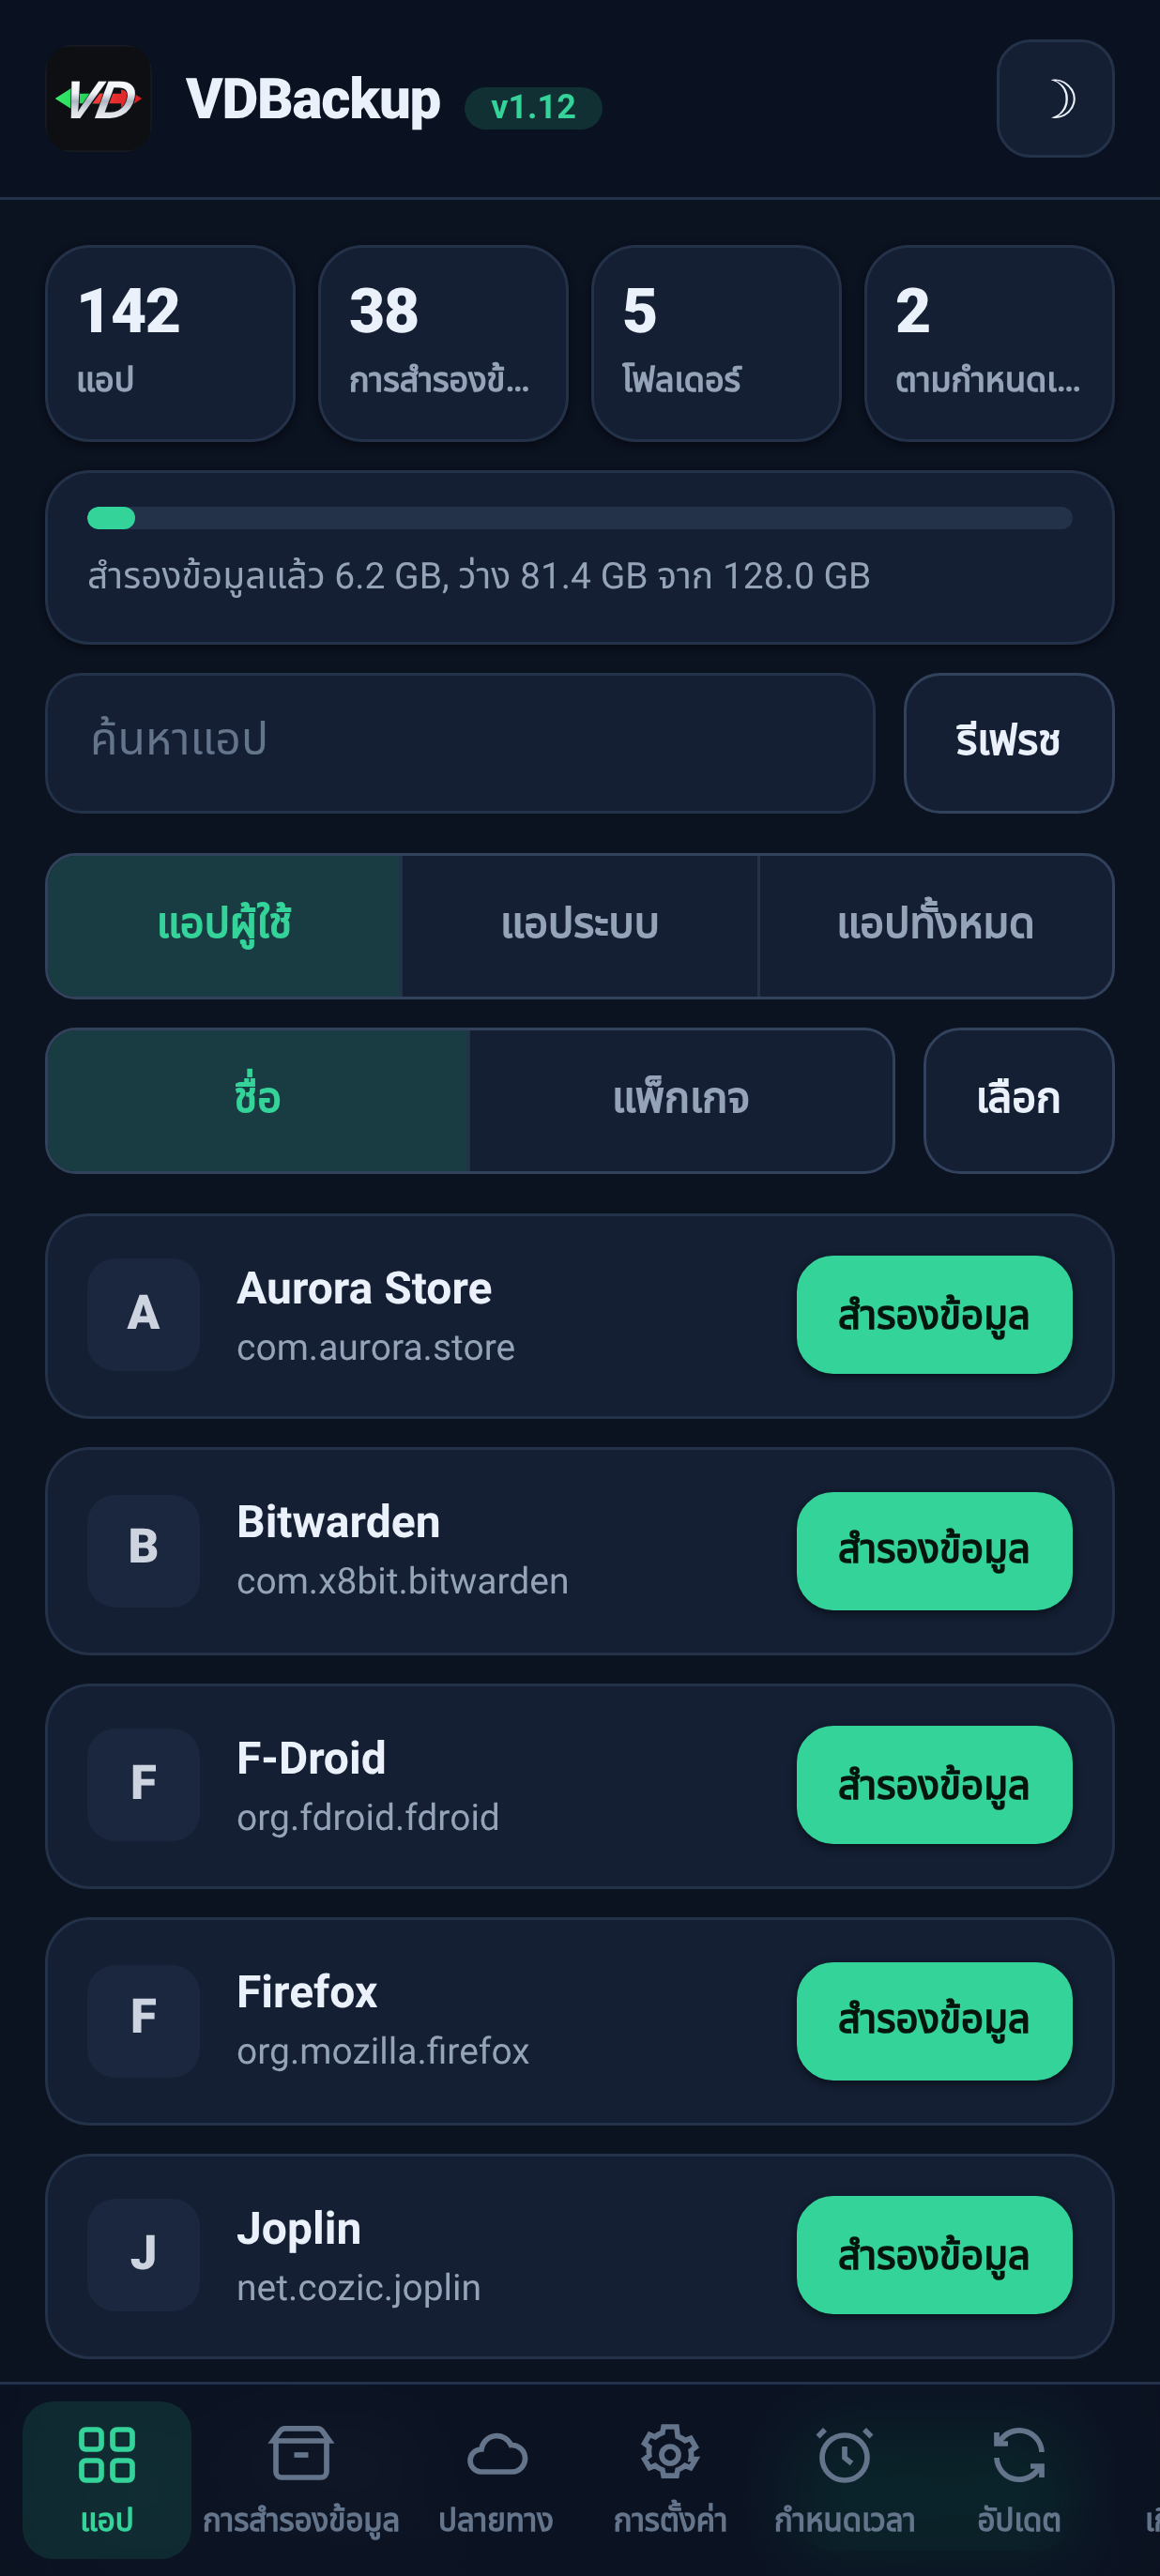 VD
VDBackup
v1.12
142
แอป
38
การสำรองข้...
5
โฟลเดอร์
2
ตามกำหนดเ...
สำรองข้อมูลแล้ว 6.2 GB, ว่าง 81.4 GB จาก 128.0 GB
ค้นหาแอป
รีเฟรช
แอปผู้ใช้
แอประบบ
แอปทั้งหมด
ชื่อ
แพ็กเกจ
เลือก
A
Aurora Store
com.aurora.store
สำรองข้อมูล
B
Bitwarden
com.x8bit.bitwarden
สำรองข้อมูล
F
F-Droid
org.fdroid.fdroid
สำรองข้อมูล
F
Firefox
org.mozilla.firefox
สำรองข้อมูล
J
Joplin
net.cozic.joplin
สำรองข้อมูล
แอป
การสำรองข้อมูล
ปลายทาง
การตั้งค่า
กำหนดเวลา
อัปเดต